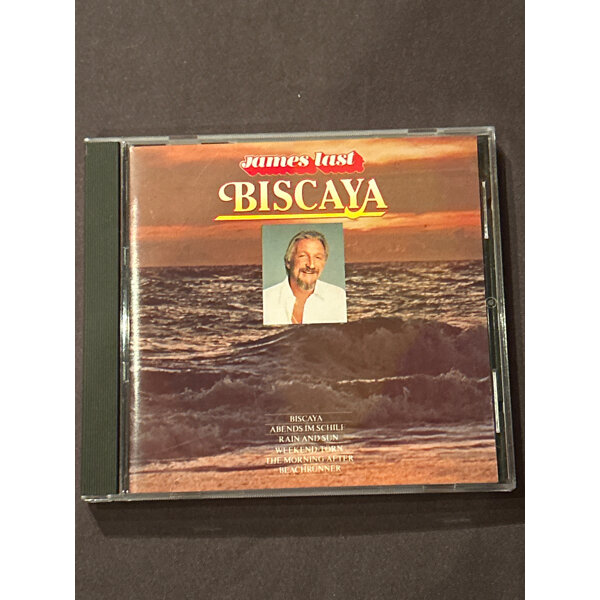 James Last
BISCAYA
BISCAYA
ABENDS IM SCHILF
RAIN AND SUN
WEEKEND/TORN
THE MORNING AFTER
BEACHRUNNER